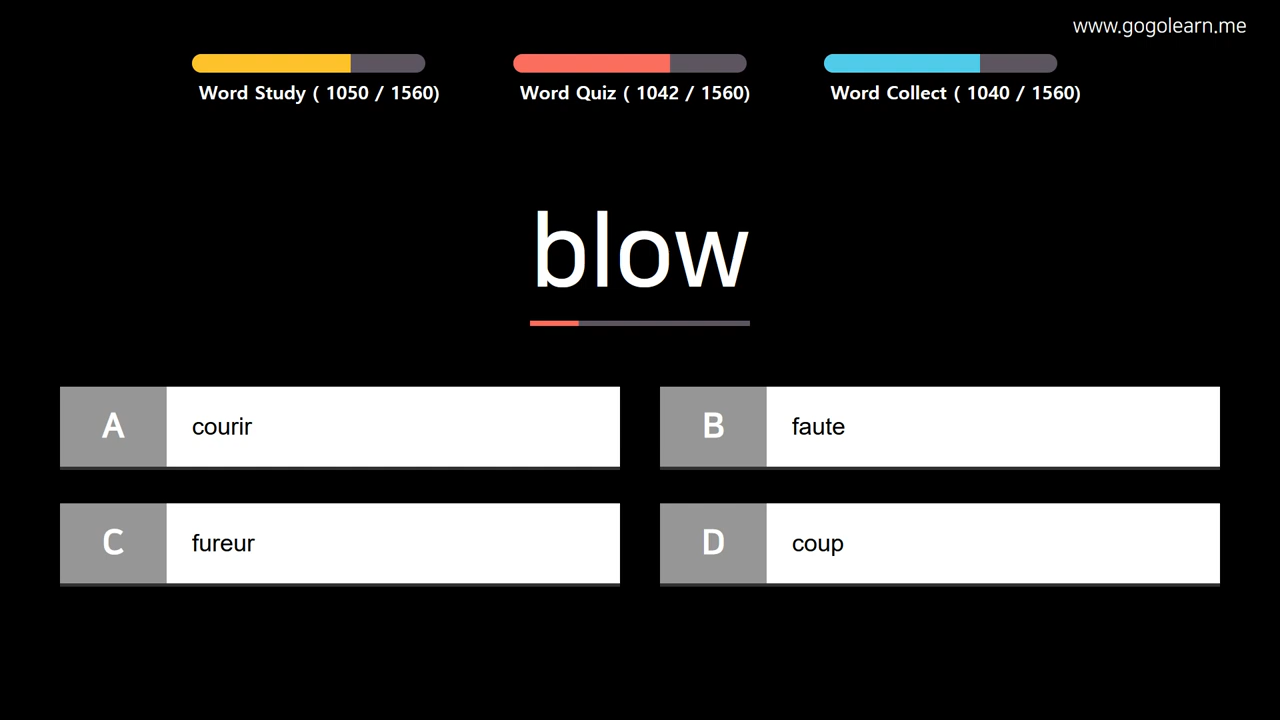 www.gogolearn.me
Word Study ( 1050 / 1560)
Word Quiz ( 1042 / 1560)
Word Collect ( 1040 / 1560)
blow
A courir
B faute
C fureur
D coup